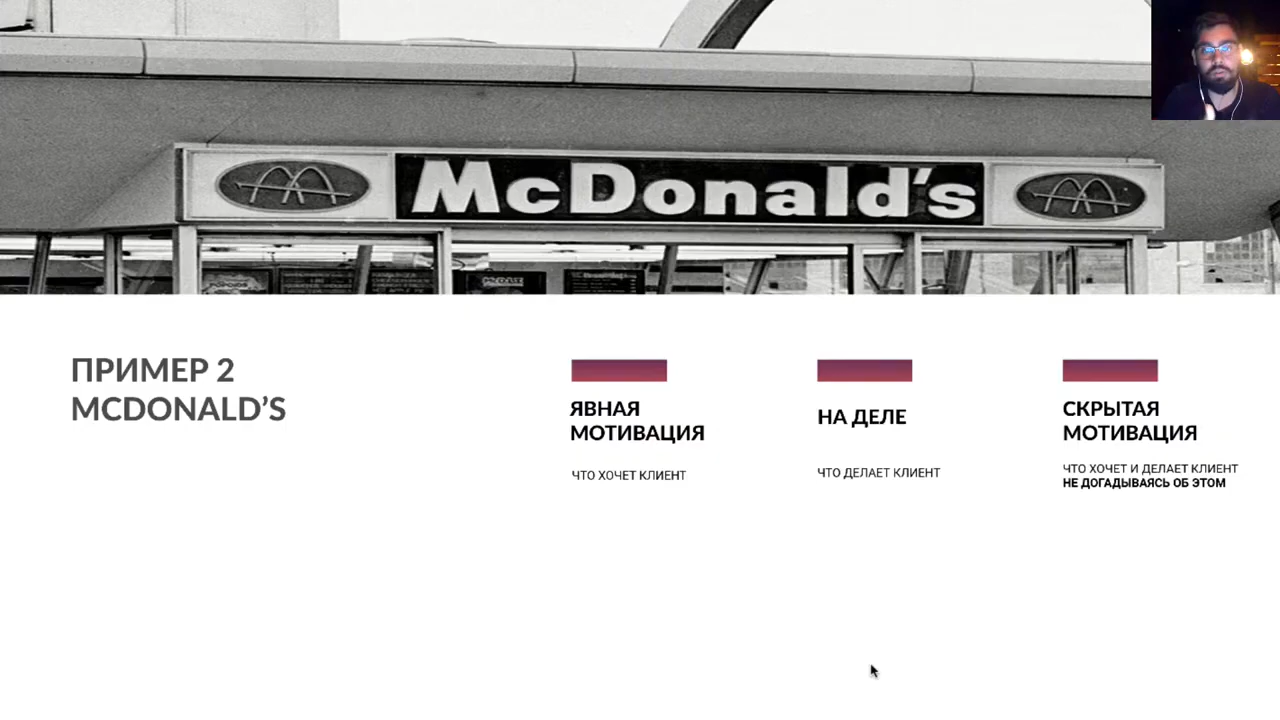 McDonald's
ПРИМЕР 2
MCDONALD’S
ЯВНАЯ
МОТИВАЦИЯ
ЧТО ХОЧЕТ КЛИЕНТ
НА ДЕЛЕ
ЧТО ДЕЛАЕТ КЛИЕНТ
СКРЫТАЯ
МОТИВАЦИЯ
ЧТО ХОЧЕТ И ДЕЛАЕТ КЛИЕНТ
НЕ ДОГАДЫВАЯСЬ ОБ ЭТОМ